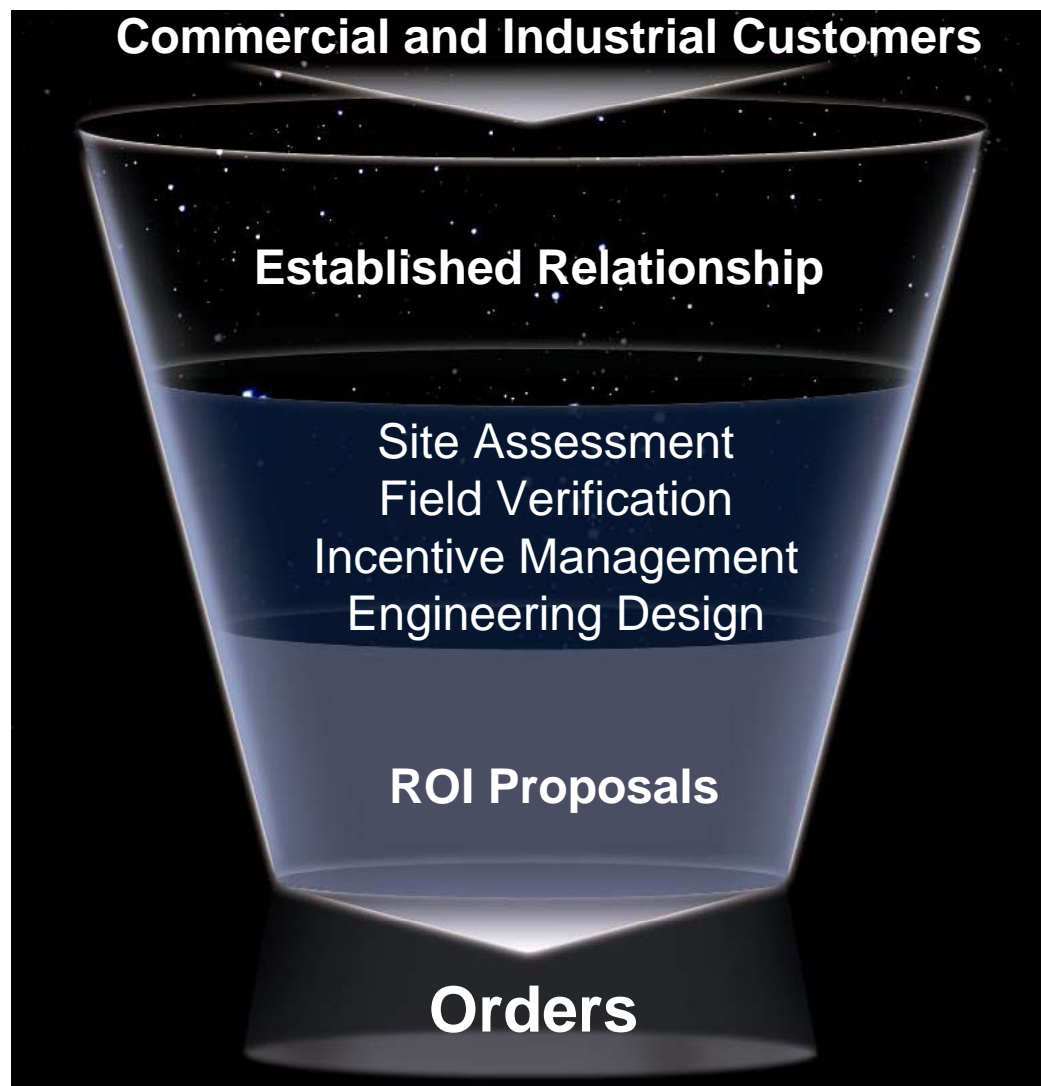 Commercial and Industrial Customers
Established Relationship
Site Assessment
Field Verification
Incentive Management
Engineering Design
ROI Proposals
Orders